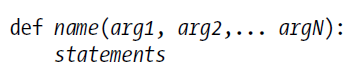 def name(arg1, arg2,... argN):
    statements